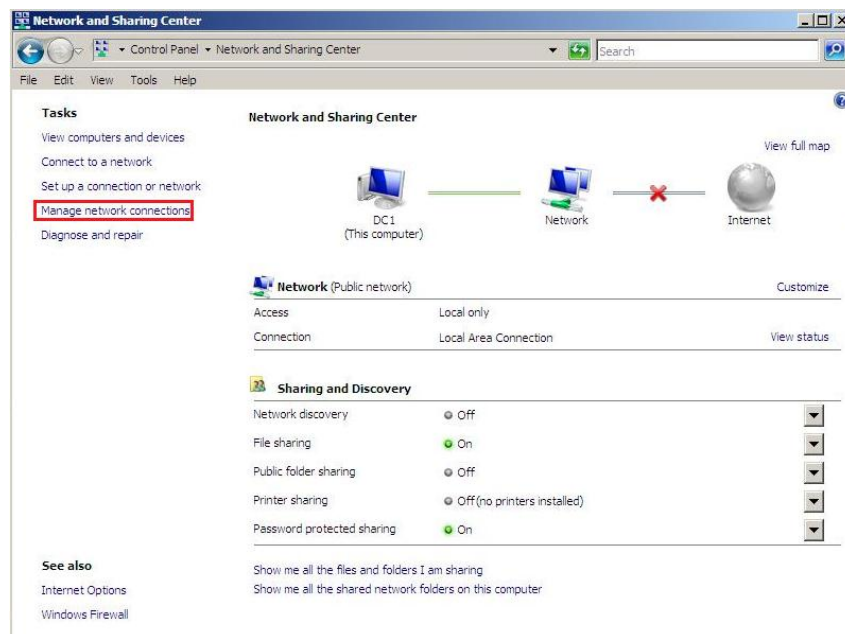 Network and Sharing Center
Control Panel Network and Sharing Center Search
File Edit View Tools Help
Tasks
View computers and devices
Connect to a network
Set up a connection or network
Manage network connections
Diagnose and repair
Network and Sharing Center
View full map
DC1
(This computer)
Network
Internet
Network (Public network) Customize
Access Local only
Connection Local Area Connection View status
Sharing and Discovery
Network discovery Off
File sharing On
Public folder sharing Off
Printer sharing Off(no printers installed)
Password protected sharing On
Show me all the files and folders I am sharing
Show me all the shared network folders on this computer
See also
Internet Options
Windows Firewall